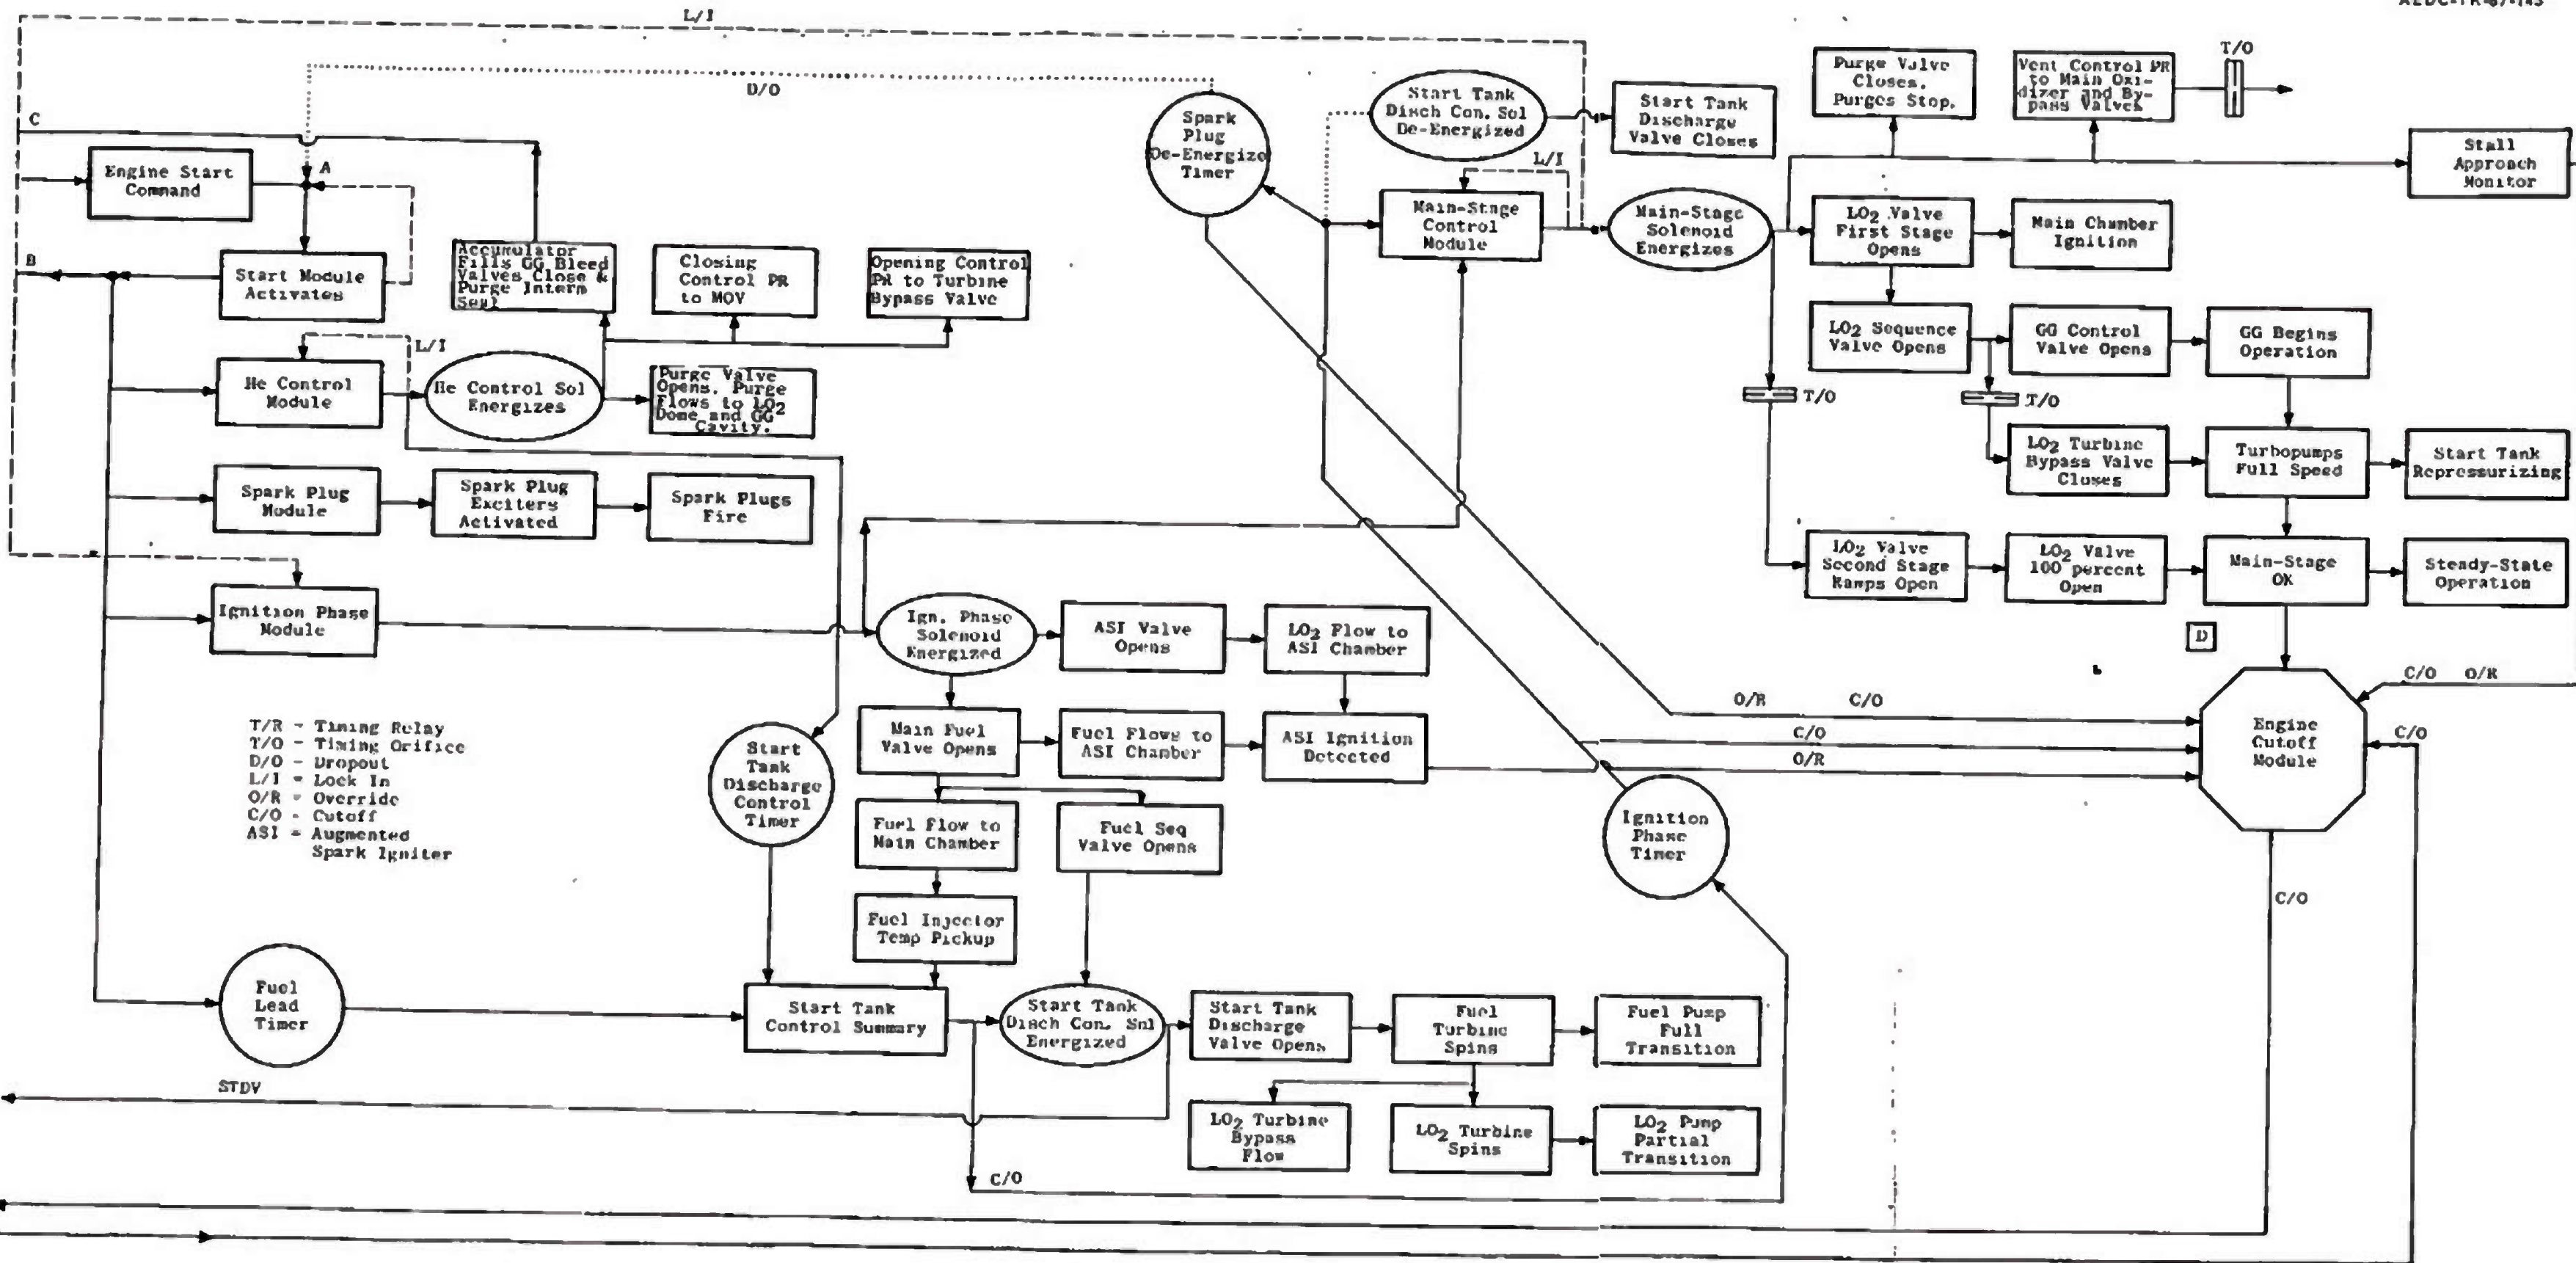 AEDC-TR-67-145
L/I
D/O
C
Engine Start
Command
A
B
Start Module
Activates
Accumulator
Fills GG Bleed
Valves Close &
Purge Interm
Seal
Closing
Control PR
to MOV
Opening Control
PR to Turbine
Bypass Valve
L/I
He Control
Module
He Control Sol
Energizes
Purge Valve
Opens. Purge
Flows to LO2
Dome and GG
Cavity.
Spark Plug
Module
Spark Plug
Exciters
Activated
Spark Plugs
Fire
Ignition Phase
Module
Ign. Phase
Solenoid
Energized
ASI Valve
Opens
LO2 Flow to
ASI Chamber
Main Fuel
Valve Opens
Fuel Flows to
ASI Chamber
ASI Ignition
Detected
T/R - Timing Relay
T/O - Timing Orifice
D/O - Dropout
L/I = Lock In
O/R = Override
C/O - Cutoff
ASI = Augmented
Spark Igniter
Start
Tank
Discharge
Control
Timer
Fuel Flow to
Main Chamber
Fuel Seq
Valve Opens
Fuel Injector
Temp Pickup
Fuel
Lead
Timer
Start Tank
Control Summary
Start Tank
Disch Con. Sol
Energized
Start Tank
Discharge
Valve Opens
Fuel
Turbine
Spins
Fuel Pump
Full
Transition
STDV
LO2 Turbine
Bypass
Flow
LO2 Turbine
Spins
LO2 Pump
Partial
Transition
C/O
Spark
Plug
De-Energize
Timer
Start Tank
Disch Con. Sol
De-Energized
Start Tank
Discharge
Valve Closes
L/I
Main-Stage
Control
Module
Main-Stage
Solenoid
Energizes
Purge Valve
Closes.
Purges Stop.
Vent Control PR
to Main Oxi-
dizer and By-
pass Valves
T/O
Stall
Approach
Monitor
LO2 Valve
First Stage
Opens
Main Chamber
Ignition
LO2 Sequence
Valve Opens
GG Control
Valve Opens
GG Begins
Operation
T/O
T/O
LO2 Turbine
Bypass Valve
Closes
Turbopumps
Full Speed
Start Tank
Repressurizing
LO2 Valve
Second Stage
Ramps Open
LO2 Valve
100 percent
Open
Main-Stage
OK
Steady-State
Operation
D
O/R C/O
C/O
O/R
C/O O/R
C/O
Engine
Cutoff
Module
Ignition
Phase
Timer
C/O